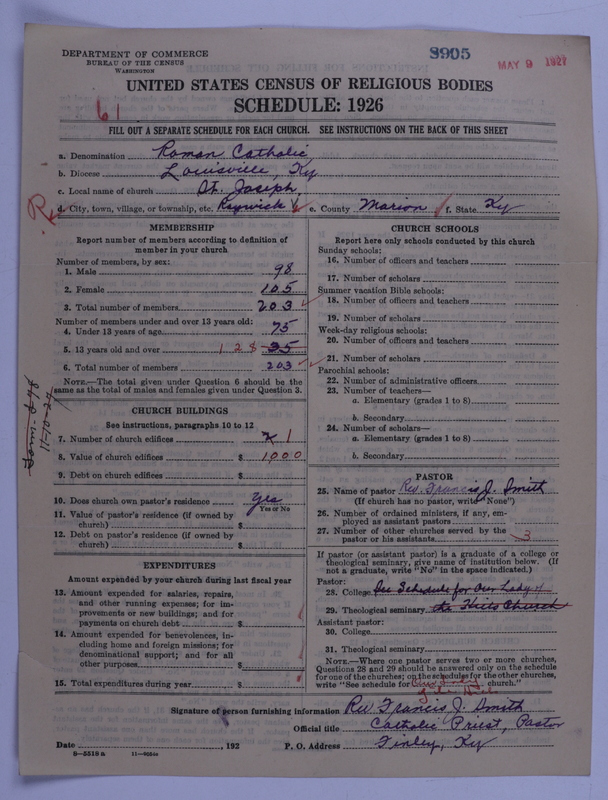 DEPARTMENT OF COMMERCE
BUREAU OF THE CENSUS
WASHINGTON
8905
MAY 9 1927
UNITED STATES CENSUS OF RELIGIOUS BODIES
61
SCHEDULE: 1926
FILL OUT A SEPARATE SCHEDULE FOR EACH CHURCH. SEE INSTRUCTIONS ON THE BACK OF THIS SHEET
a. Denomination Roman Catholic
b. Diocese Louisville, Ky
c. Local name of church St. Joseph
R
d. City, town, village, or township, etc. Raywick e. County Marion f. State Ky
MEMBERSHIP
Report number of members according to definition of
member in your church
Number of members, by sex:
1. Male 98
2. Female 105
3. Total number of members 203
Number of members under and over 13 years old:
4. Under 13 years of age 75
5. 13 years old and over 128 35
6. Total number of members 203
NOTE.—The total given under Question 6 should be the
same as the total of males and females given under Question 3.
CHURCH BUILDINGS
See instructions, paragraphs 10 to 12
7. Number of church edifices 1
8. Value of church edifices $ 1000
9. Debt on church edifices $
10. Does church own pastor's residence Yes
Yes or No
11. Value of pastor's residence (if owned by
church) $
12. Debt on pastor's residence (if owned by
church) $
EXPENDITURES
Amount expended by your church during last fiscal year
13. Amount expended for salaries, repairs,
and other running expenses; for im-
provements or new buildings; and for
payments on church debt $
14. Amount expended for benevolences, in-
cluding home and foreign missions; for
denominational support; and for all
other purposes $
15. Total expenditures during year $
CHURCH SCHOOLS
Report here only schools conducted by this church
Sunday schools:
16. Number of officers and teachers
17. Number of scholars
Summer vacation Bible schools:
18. Number of officers and teachers
19. Number of scholars
Week-day religious schools:
20. Number of officers and teachers
21. Number of scholars
Parochial schools:
22. Number of administrative officers
23. Number of teachers—
a. Elementary (grades 1 to 8)
b. Secondary
24. Number of scholars—
a. Elementary (grades 1 to 8)
b. Secondary
PASTOR
25. Name of pastor Rev. Francis J. Smith
(If church has no pastor, write "None")
26. Number of ordained ministers, if any, em-
ployed as assistant pastors
27. Number of other churches served by the
pastor or his assistants 3
If pastor (or assistant pastor) is a graduate of a college or
theological seminary, give name of institution below. (If
not a graduate, write "No" in the space indicated.)
Pastor:
28. College See Schedule for Our Lady of
29. Theological seminary the Hills Church
Assistant pastor:
30. College
31. Theological seminary
NOTE.—Where one pastor serves two or more churches,
Questions 28 and 29 should be answered only on the schedule
for one of the churches; on the schedules for the other churches,
write "See schedule for Our Lady church."
Signature of person furnishing information Rev Francis J. Smith
Official title Catholic Priest, Pastor
Date , 192 P. O. Address Finley, Ky
8-5519 a 11-9054a